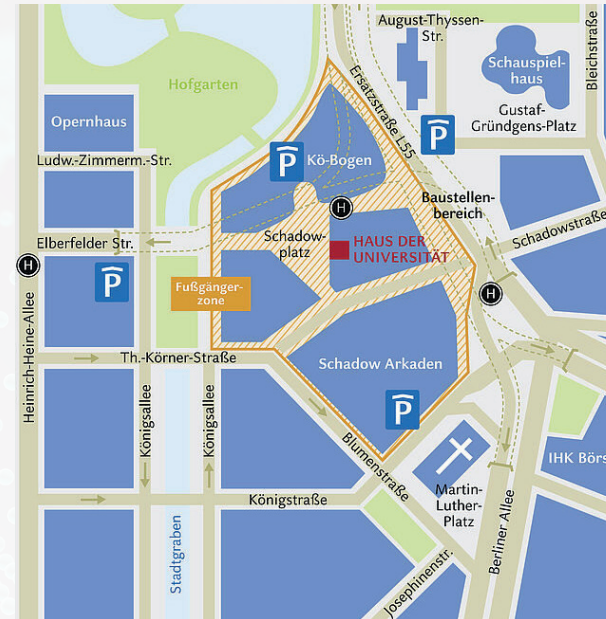 August-Thyssen-
Str.
Bleichstraße
Hofgarten
Schauspiel-
haus
Opernhaus
Ersatzstraße L55
Gustaf-
Gründgens-Platz
P
P
Kö-Bogen
Ludw.-Zimmerm.-Str.
Baustellen-
bereich
H
Schadowstraße
Elberfelder Str.
Schadow-
platz
HAUS DER
UNIVERSITÄT
H
P
Fußgänger-
zone
H
Heinrich-Heine-Allee
Th.-Körner-Straße
Schadow Arkaden
P
Königsallee
Königsallee
Blumenstraße
IHK Börs
Martin-
Luther-
Platz
Königstraße
Stadtgraben
Berliner Allee
Josephinenstr.